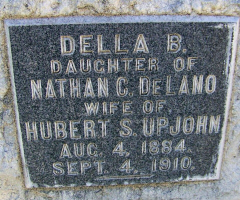 DELLA B.
DAUGHTER OF
NATHAN C. DELANO
WIFE OF
HUBERT S. UPJOHN
AUG. 4, 1884.
SEPT. 4, 1910.